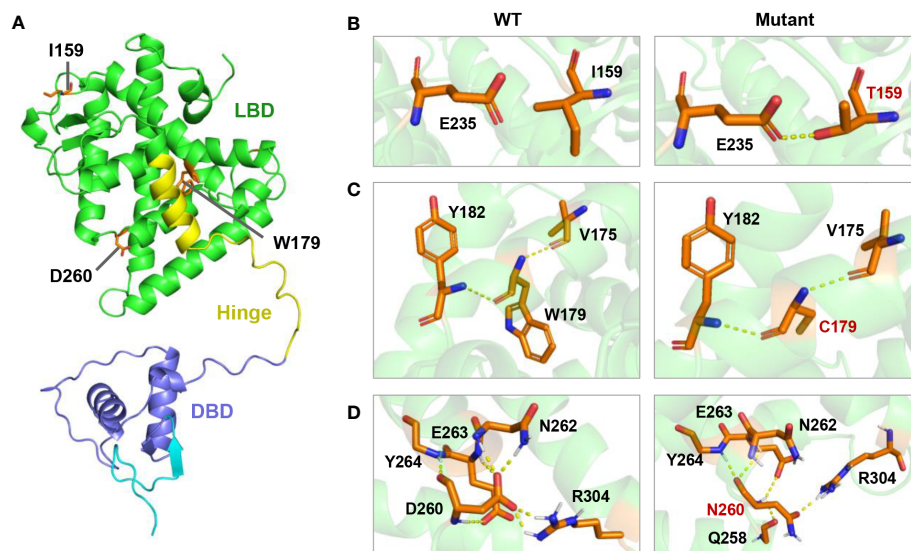 WT
Mutant
A
I159
LBD
W179
D260
Hinge
DBD
B
I159
E235
T159
E235
C
Y182
V175
W179
Y182
V175
C179
D
E263
N262
Y264
D260
R304
E263
N262
Y264
R304
N260
Q258